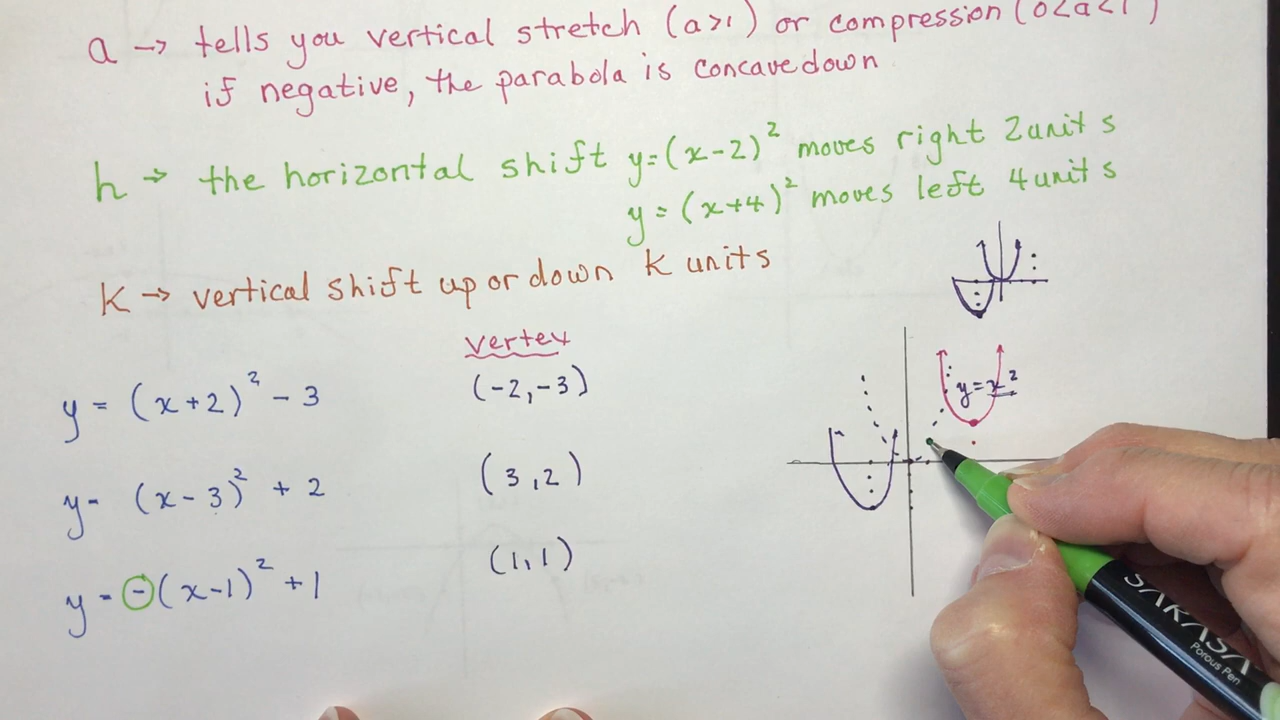 a → tells you vertical stretch (a>1) or compression (0<a<1)
if negative, the parabola is concave down
h → the horizontal shift y=(x-2)² moves right 2 units
y=(x+4)² moves left 4 units
K → vertical shift up or down K units
vertex
y = (x+2)² - 3 (-2,-3)
y= (x-3)² + 2 (3,2)
y= -(x-1)² + 1 (1,1)
y=x²
SARASA
Porous Pen